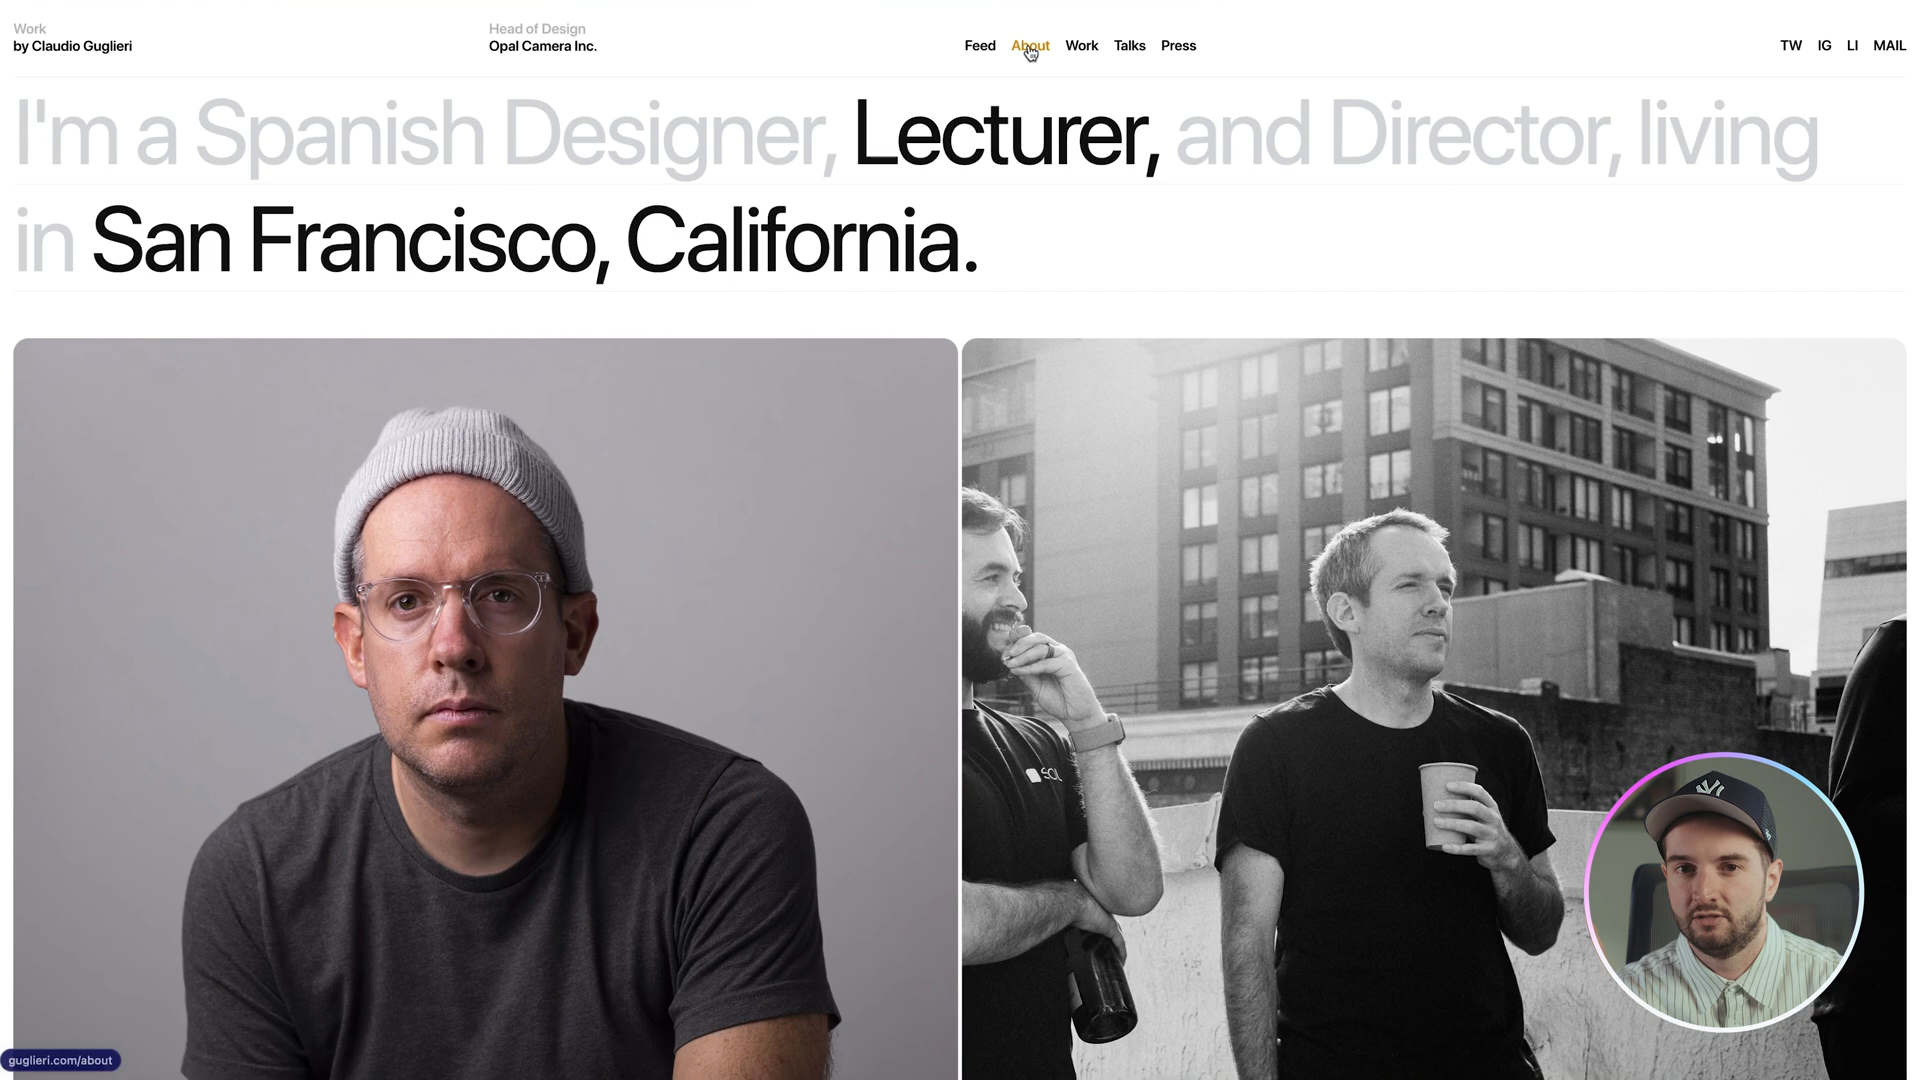 Work
by Claudio Guglieri
Head of Design
Opal Camera Inc.
Feed About Work Talks Press
TW IG LI MAIL
I'm a Spanish Designer, Lecturer, and Director, living
in San Francisco, California.
SOL
guglieri.com/about